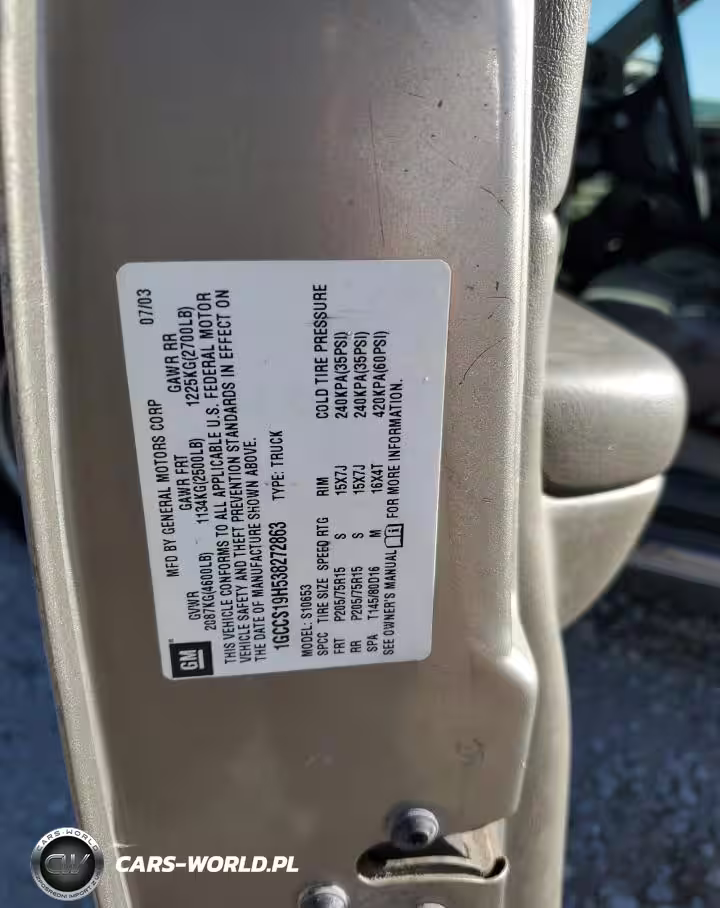 GM
MFD BY GENERAL MOTORS CORP 07/03
GVWR GAWR FRT GAWR RR
2087KG(4600LB) 1134KG(2500LB) 1225KG(2700LB)
THIS VEHICLE CONFORMS TO ALL APPLICABLE U.S. FEDERAL MOTOR
VEHICLE SAFETY AND THEFT PREVENTION STANDARDS IN EFFECT ON
THE DATE OF MANUFACTURE SHOWN ABOVE.
1GCCS19H538272863 TYPE: TRUCK
MODEL: S10653
SPCC TIRE SIZE SPEED RTG RIM COLD TIRE PRESSURE
FRT P205/75R15 S 15X7J 240KPA(35PSI)
RR P205/75R15 S 15X7J 240KPA(35PSI)
SPA T145/80D16 M 16X4T 420KPA(60PSI)
SEE OWNER'S MANUAL FOR MORE INFORMATION.
CARS-WORLD
CW
CARS-WORLD.PL